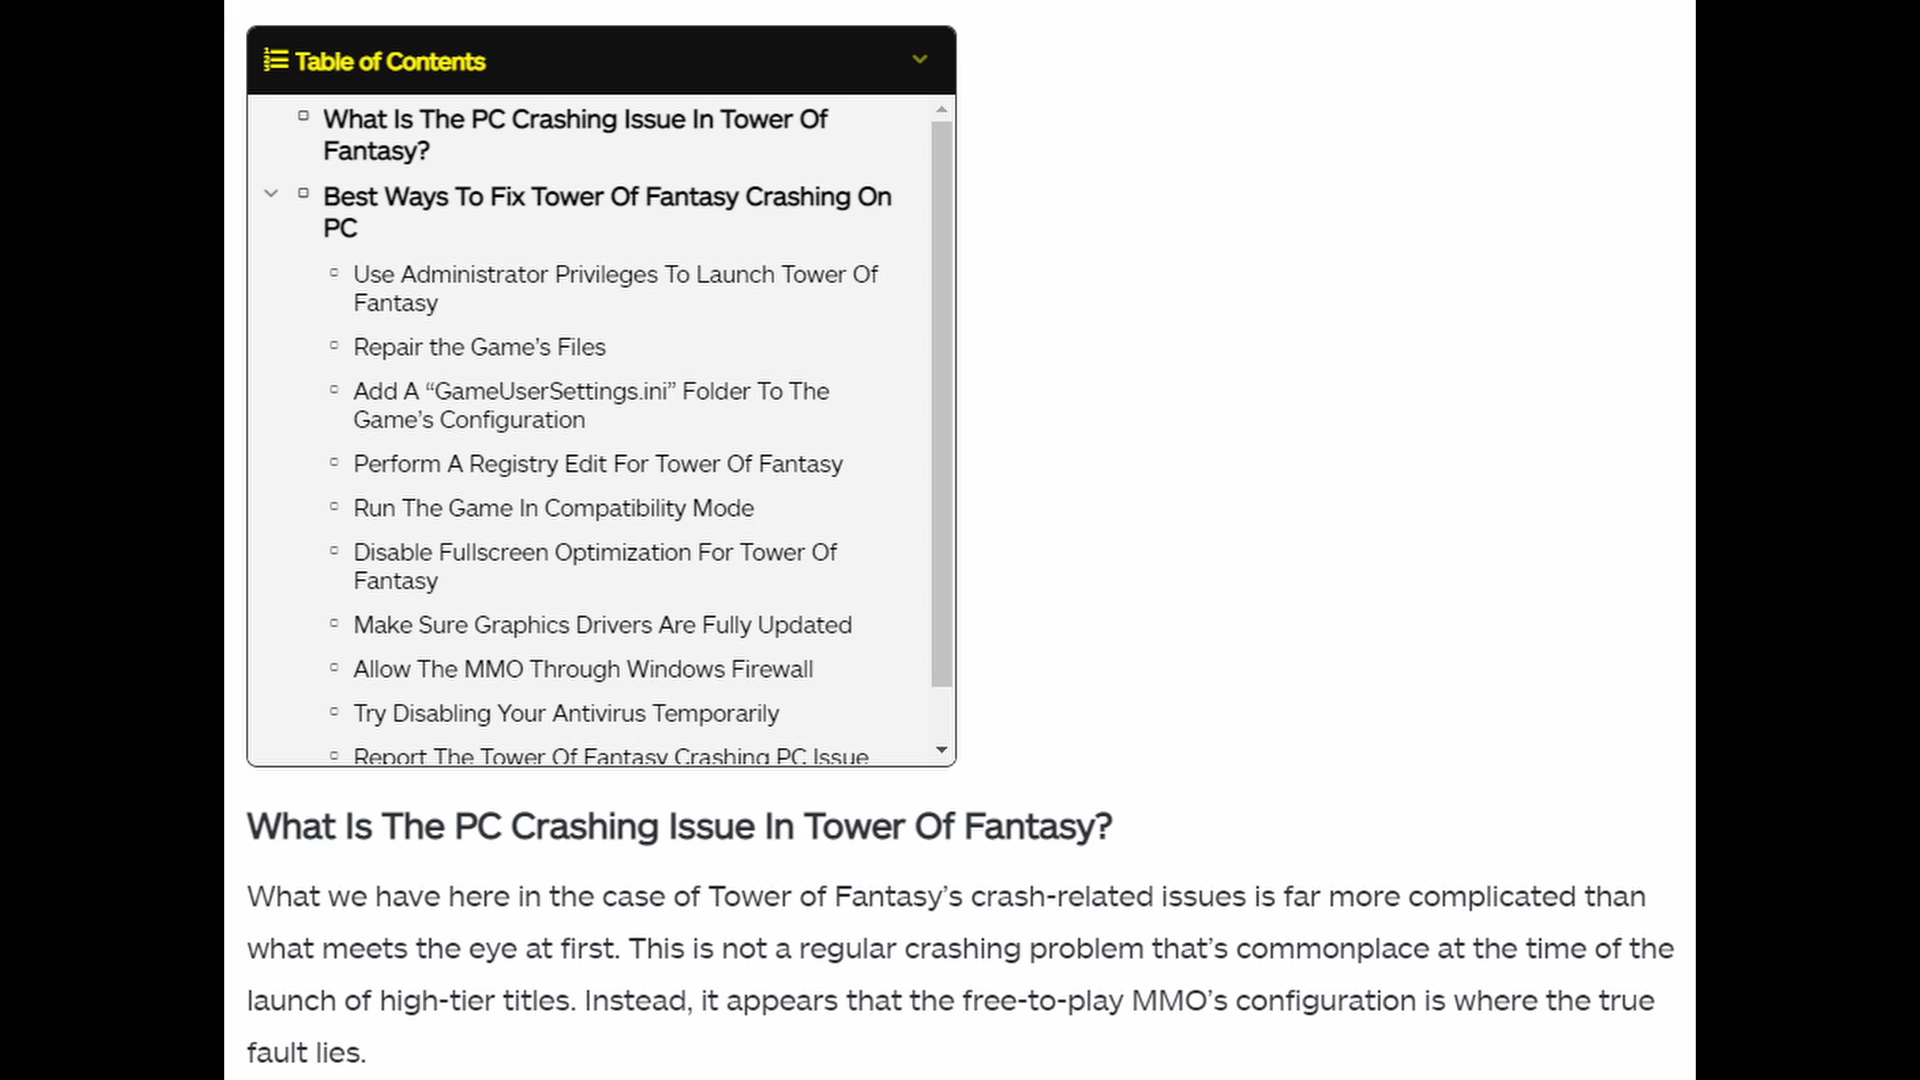 Table of Contents
What Is The PC Crashing Issue In Tower Of
Fantasy?
Best Ways To Fix Tower Of Fantasy Crashing On
PC
Use Administrator Privileges To Launch Tower Of
Fantasy
Repair the Game’s Files
Add A “GameUserSettings.ini” Folder To The
Game’s Configuration
Perform A Registry Edit For Tower Of Fantasy
Run The Game In Compatibility Mode
Disable Fullscreen Optimization For Tower Of
Fantasy
Make Sure Graphics Drivers Are Fully Updated
Allow The MMO Through Windows Firewall
Try Disabling Your Antivirus Temporarily
Report The Tower Of Fantasy Crashing PC Issue
What Is The PC Crashing Issue In Tower Of Fantasy?
What we have here in the case of Tower of Fantasy’s crash-related issues is far more complicated than
what meets the eye at first. This is not a regular crashing problem that’s commonplace at the time of the
launch of high-tier titles. Instead, it appears that the free-to-play MMO’s configuration is where the true
fault lies.